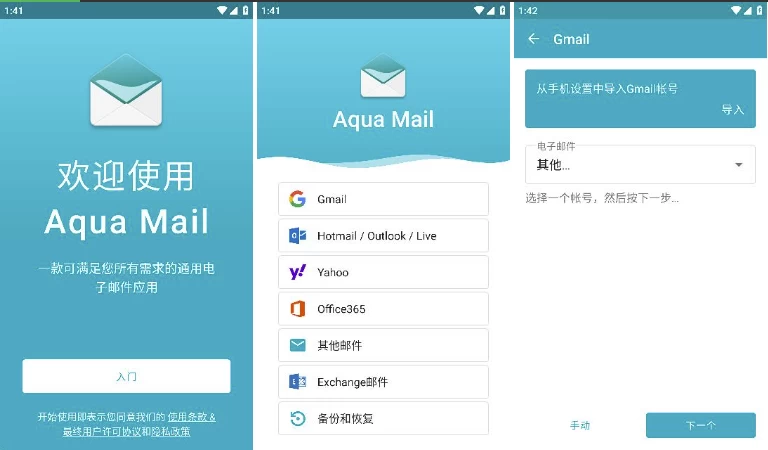 1:41
欢迎使用
Aqua Mail
一款可满足您所有需求的通用电
子邮件应用
入门
开始使用即表示您同意我们的 使用条款 &
最终用户许可协议和隐私政策
1:41
Aqua Mail
Gmail
Hotmail / Outlook / Live
Yahoo
Office365
其他邮件
Exchange邮件
备份和恢复
1:42
Gmail
从手机设置中导入Gmail帐号
导入
电子邮件
其他...
选择一个帐号，然后按下一步...
手动
下一个